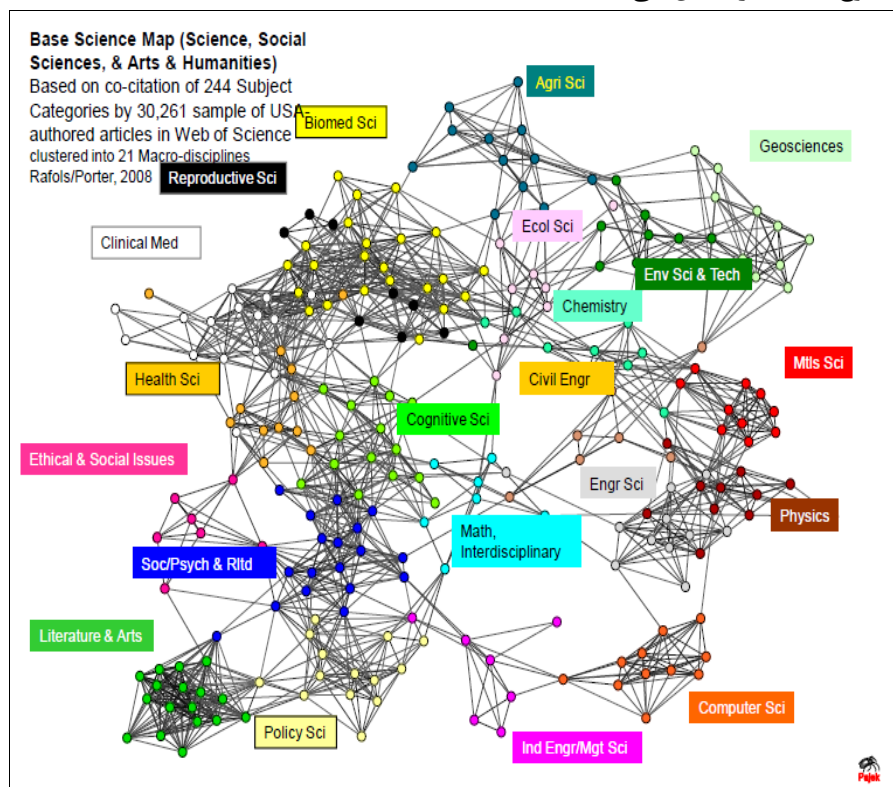 Base Science Map (Science, Social
Sciences, & Arts & Humanities)
Based on co-citation of 244 Subject
Categories by 30,261 sample of USA-
authored articles in Web of Science
clustered into 21 Macro-disciplines
Rafols/Porter, 2008
Agri Sci
Biomed Sci
Geosciences
Reproductive Sci
Ecol Sci
Clinical Med
Env Sci & Tech
Chemistry
Mtls Sci
Health Sci
Civil Engr
Cognitive Sci
Ethical & Social Issues
Engr Sci
Physics
Math,
Interdisciplinary
Soc/Psych & Rltd
Literature & Arts
Computer Sci
Policy Sci
Ind Engr/Mgt Sci
Pajek